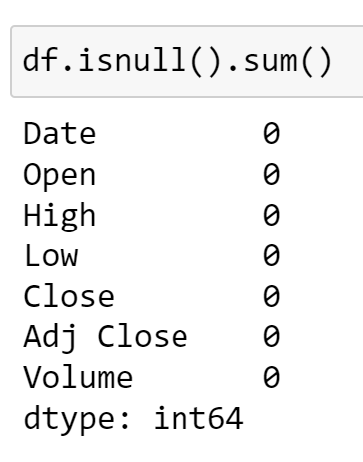 df.isnull().sum()
Date 0
Open 0
High 0
Low 0
Close 0
Adj Close 0
Volume 0
dtype: int64